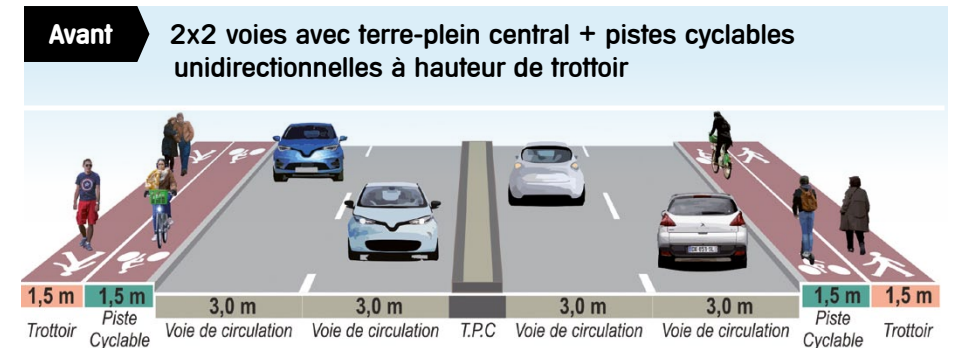 Avant
2x2 voies avec terre-plein central + pistes cyclables
unidirectionnelles à hauteur de trottoir
1,5 m 1,5 m 3,0 m 3,0 m 3,0 m 3,0 m 1,5 m 1,5 m
Trottoir Piste Cyclable Voie de circulation Voie de circulation T.P.C Voie de circulation Voie de circulation Piste Cyclable Trottoir